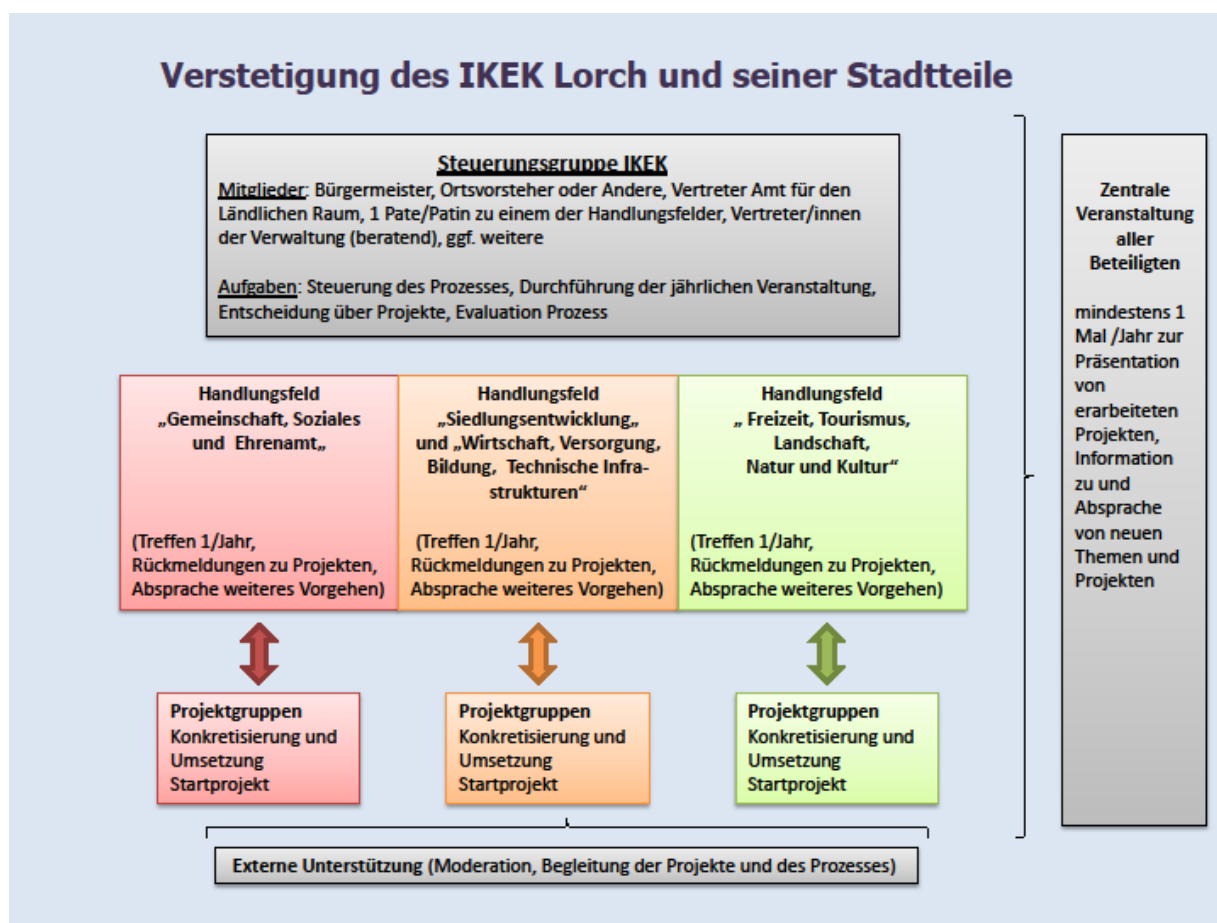 Verstetigung des IKEK Lorch und seiner Stadtteile
Steuerungsgruppe IKEK
Mitglieder: Bürgermeister, Ortsvorsteher oder Andere, Vertreter Amt für den
Ländlichen Raum, 1 Pate/Patin zu einem der Handlungsfelder, Vertreter/innen
der Verwaltung (beratend), ggf. weitere
Aufgaben: Steuerung des Prozesses, Durchführung der jährlichen Veranstaltung,
Entscheidung über Projekte, Evaluation Prozess
Handlungsfeld
„Gemeinschaft, Soziales
und Ehrenamt„
(Treffen 1/Jahr,
Rückmeldungen zu Projekten,
Absprache weiteres Vorgehen)
Handlungsfeld
„Siedlungsentwicklung„
und „Wirtschaft, Versorgung,
Bildung, Technische Infra-
strukturen“
(Treffen 1/Jahr,
Rückmeldungen zu Projekten,
Absprache weiteres Vorgehen)
Handlungsfeld
„ Freizeit, Tourismus,
Landschaft,
Natur und Kultur“
(Treffen 1/Jahr,
Rückmeldungen zu Projekten,
Absprache weiteres Vorgehen)
Projektgruppen
Konkretisierung und
Umsetzung
Startprojekt
Projektgruppen
Konkretisierung und
Umsetzung
Startprojekt
Projektgruppen
Konkretisierung und
Umsetzung
Startprojekt
Externe Unterstützung (Moderation, Begleitung der Projekte und des Prozesses)
Zentrale
Veranstaltung
aller
Beteiligten
mindestens 1
Mal /Jahr zur
Präsentation
von
erarbeiteten
Projekten,
Information
zu und
Absprache
von neuen
Themen und
Projekten